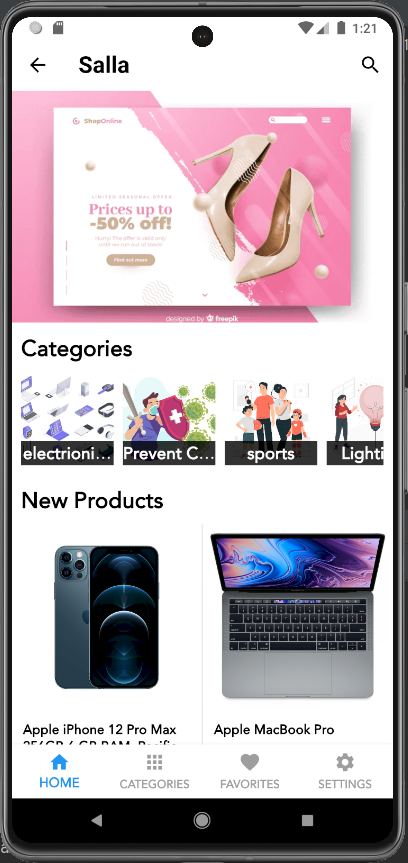 1:21
Salla
ShopOnline
LIMITED SEASONAL OFFER
Prices up to
-50% off!
Hurry! The offer is valid only
until we run out of stock!
Find out more
designed by freepik
Categories
electrioni...
Prevent C...
sports
Lighti
New Products
Apple iPhone 12 Pro Max
256GB 6 GB RAM, Pacific
Apple MacBook Pro
HOME
CATEGORIES
FAVORITES
SETTINGS